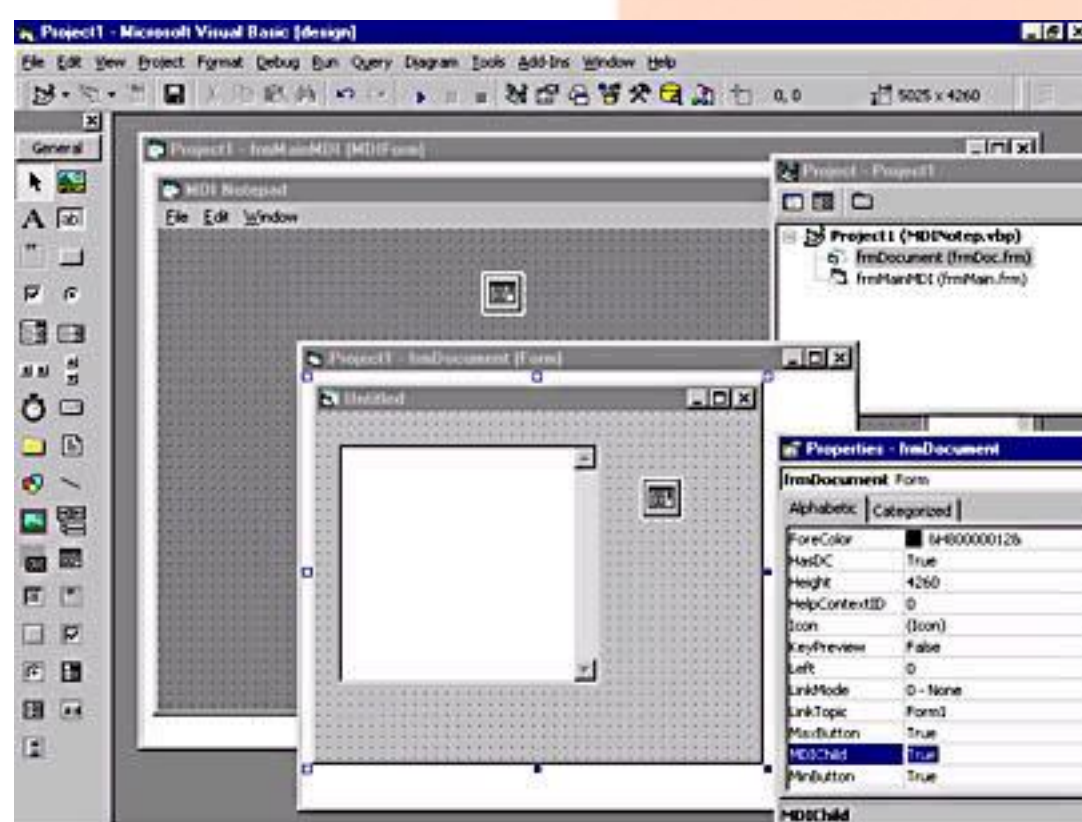 Project1 - Microsoft Visual Basic [design]
File Edit View Project Format Debug Run Query Diagram Tools Add-Ins Window Help
0, 0 5025 x 4260
General
Project1 - frmMainMDI (MDIForm)
MDI Notepad
File Edit Window
Project - Project1
Project1 (MDINotep.vbp)
frmDocument (frmDoc.frm)
frmMainMDI (frmMain.frm)
Project1 - frmDocument (Form)
Untitled
Properties - frmDocument
frmDocument Form
Alphabetic Categorized
ForeColor &H80000012&
HasDC True
Height 4260
HelpContextID 0
Icon (Icon)
KeyPreview False
Left 0
LinkMode 0 - None
LinkTopic Form1
MaxButton True
MDIChild True
MinButton True
MDIChild